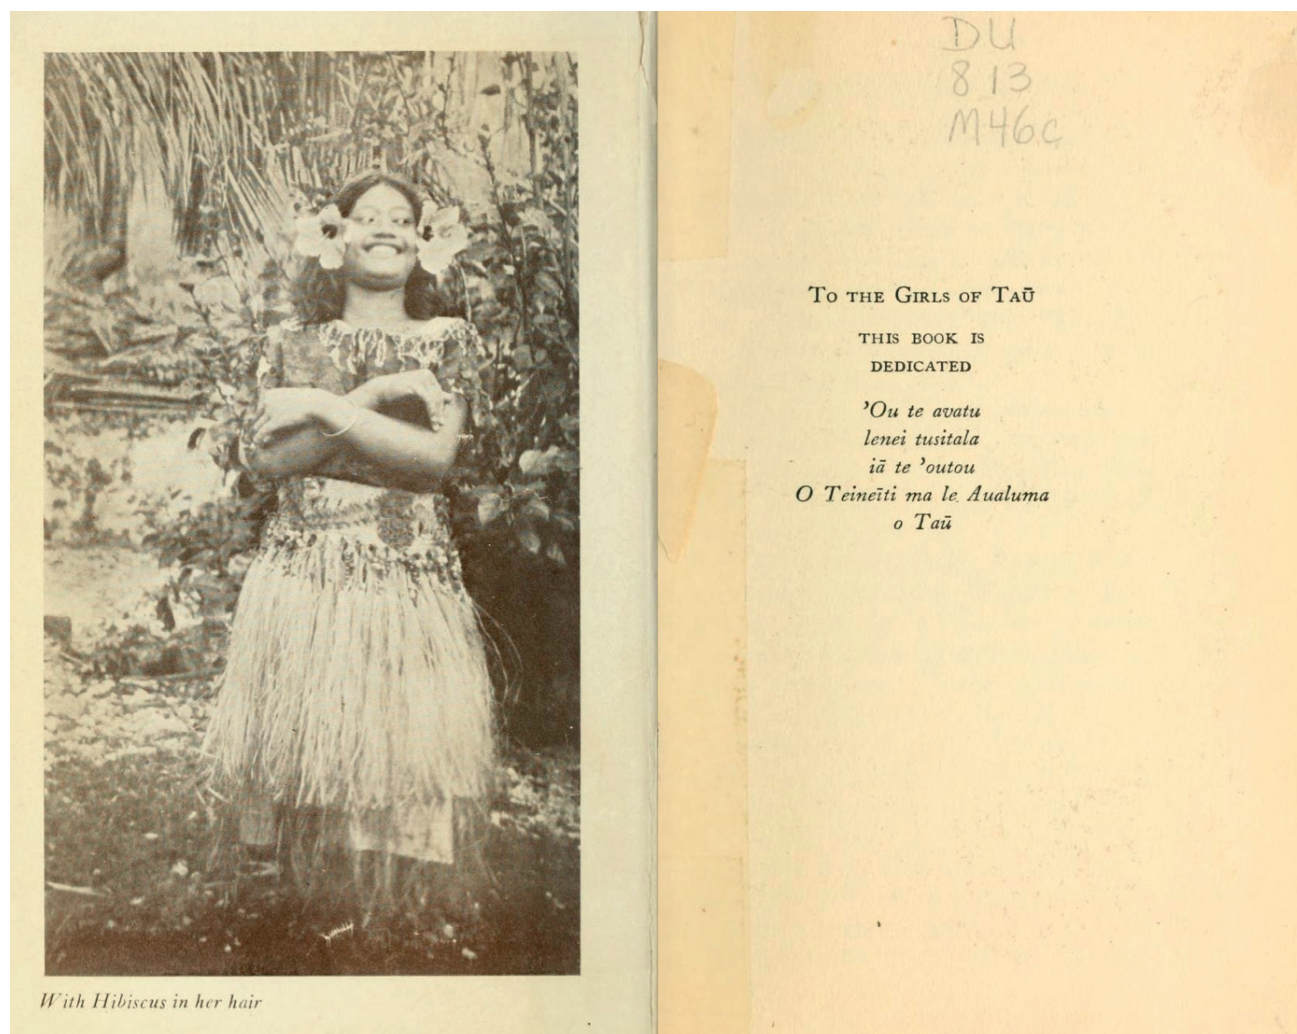 With Hibiscus in her hair
DU
813
M46c
To the Girls of Taū
THIS BOOK IS
DEDICATED
’Ou te avatu
lenei tusitala
iā te ’outou
O Teineīti ma le Aualuma
o Taū